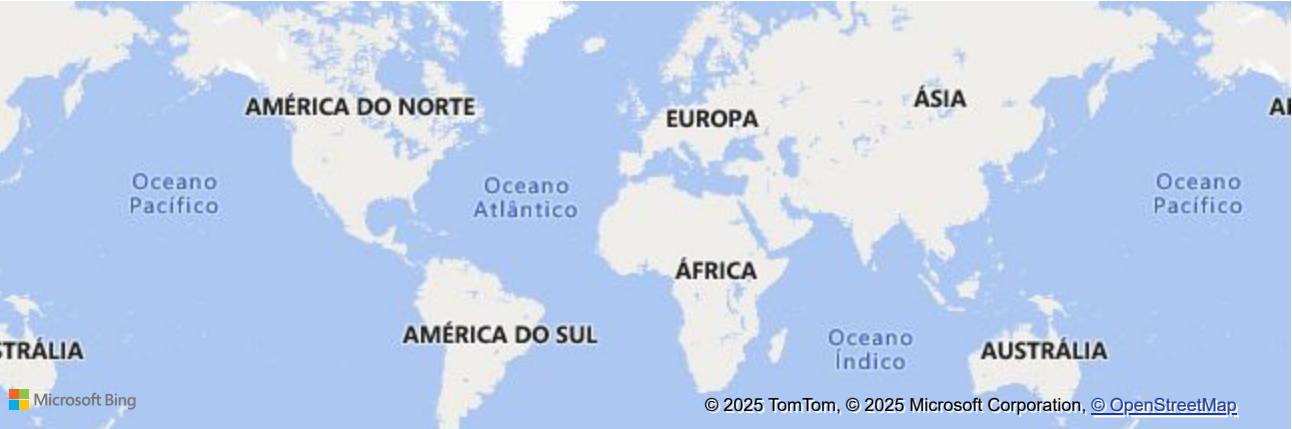 AMÉRICA DO NORTE
EUROPA
ÁSIA
Oceano
Pacífico
Oceano
Atlântico
Oceano
Pacífico
ÁFRICA
AMÉRICA DO SUL
Oceano
Índico
STRÁLIA
AUSTRÁLIA
Microsoft Bing
© 2025 TomTom, © 2025 Microsoft Corporation, © OpenStreetMap